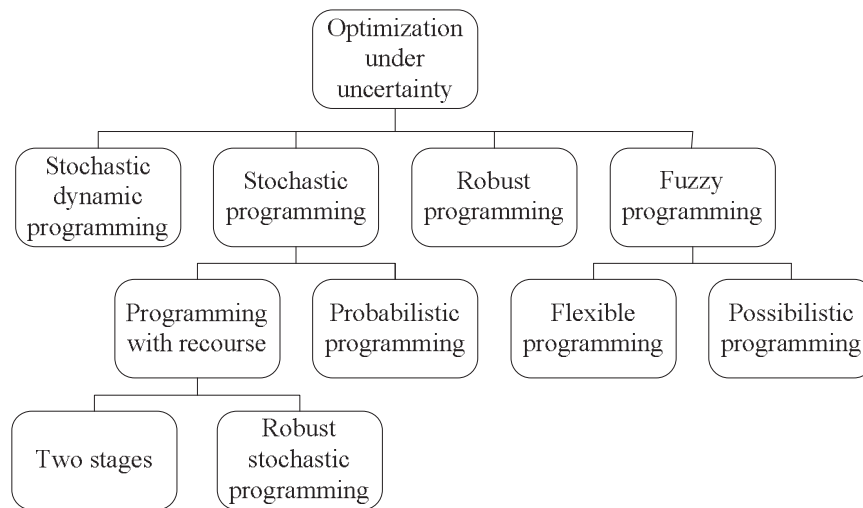 Optimization
under
uncertainty
Stochastic
dynamic
programming
Stochastic
programming
Robust
programming
Fuzzy
programming
Programming
with recourse
Probabilistic
programming
Flexible
programming
Possibilistic
programming
Two stages
Robust
stochastic
programming